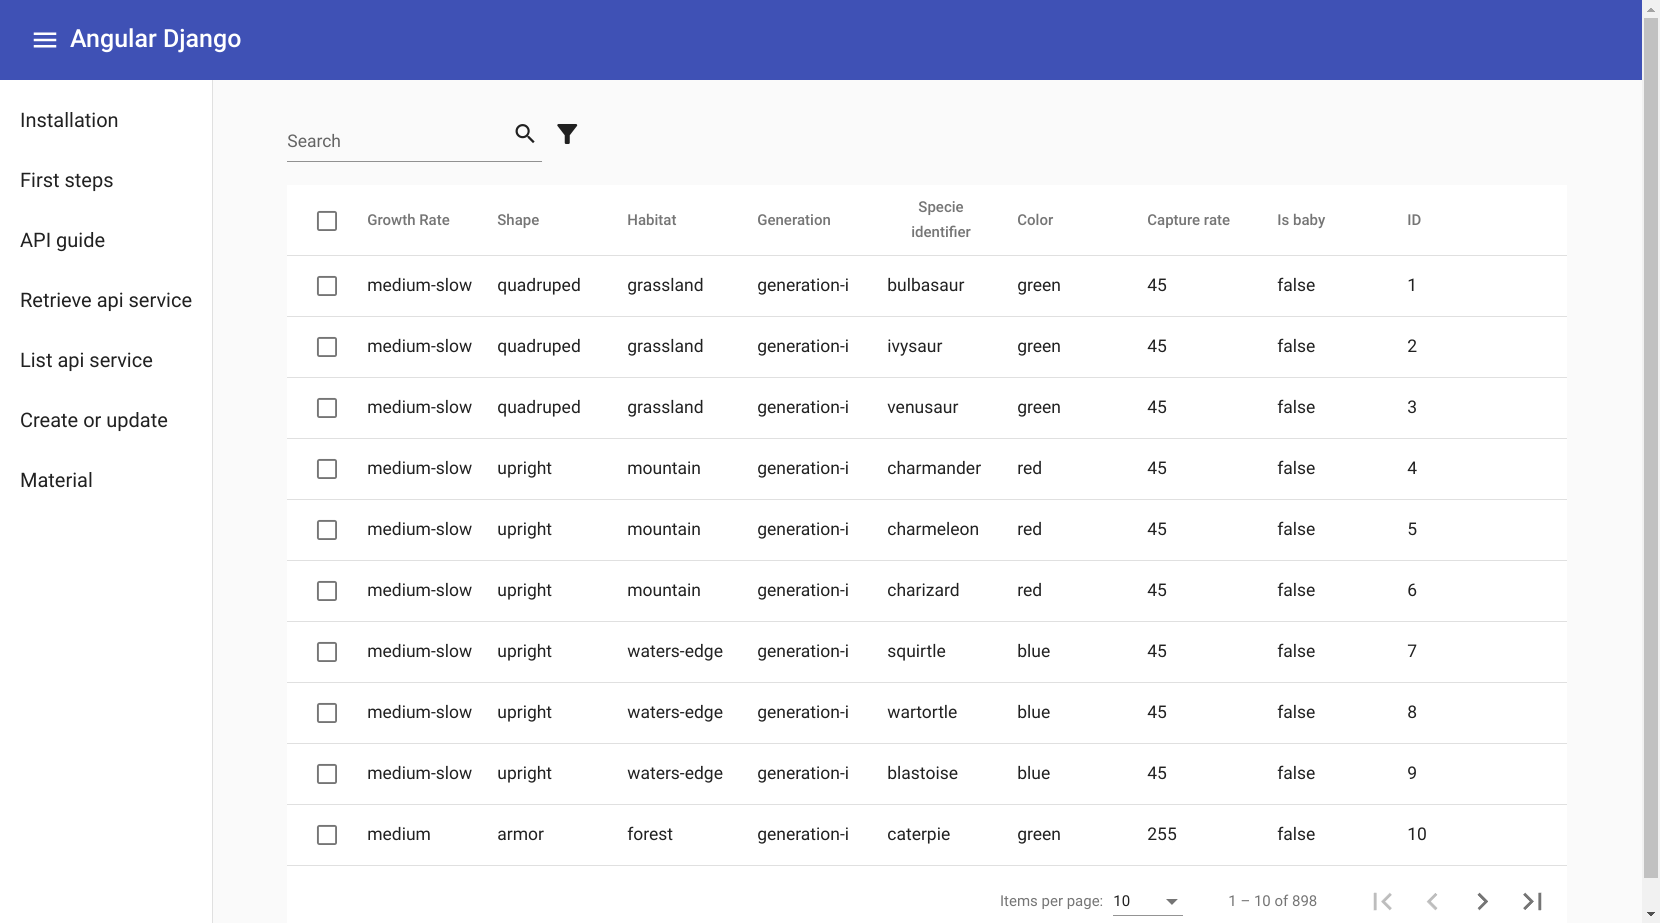 Angular Django
Installation
First steps
API guide
Retrieve api service
List api service
Create or update
Material
Search
Growth Rate Shape Habitat Generation Specie identifier Color Capture rate Is baby ID
medium-slow quadruped grassland generation-i bulbasaur green 45 false 1
medium-slow quadruped grassland generation-i ivysaur green 45 false 2
medium-slow quadruped grassland generation-i venusaur green 45 false 3
medium-slow upright mountain generation-i charmander red 45 false 4
medium-slow upright mountain generation-i charmeleon red 45 false 5
medium-slow upright mountain generation-i charizard red 45 false 6
medium-slow upright waters-edge generation-i squirtle blue 45 false 7
medium-slow upright waters-edge generation-i wartortle blue 45 false 8
medium-slow upright waters-edge generation-i blastoise blue 45 false 9
medium armor forest generation-i caterpie green 255 false 10
Items per page: 10 1 – 10 of 898